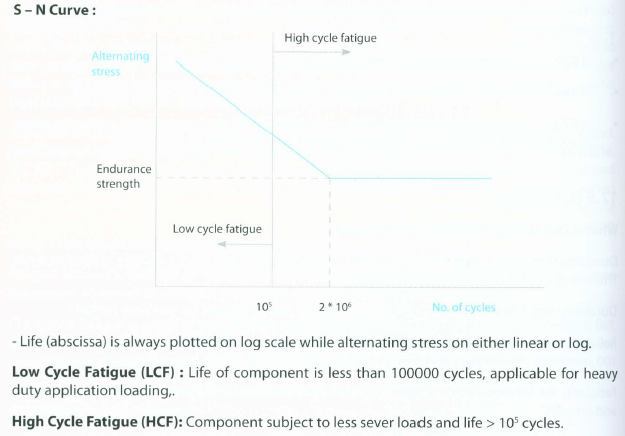 S – N Curve :
High cycle fatigue
Alternating
stress
Endurance
strength
Low cycle fatigue
10⁵
2 * 10⁶
No. of cycles
- Life (abscissa) is always plotted on log scale while alternating stress on either linear or log.
Low Cycle Fatigue (LCF) : Life of component is less than 100000 cycles, applicable for heavy
duty application loading,.
High Cycle Fatigue (HCF): Component subject to less sever loads and life > 10⁵ cycles.